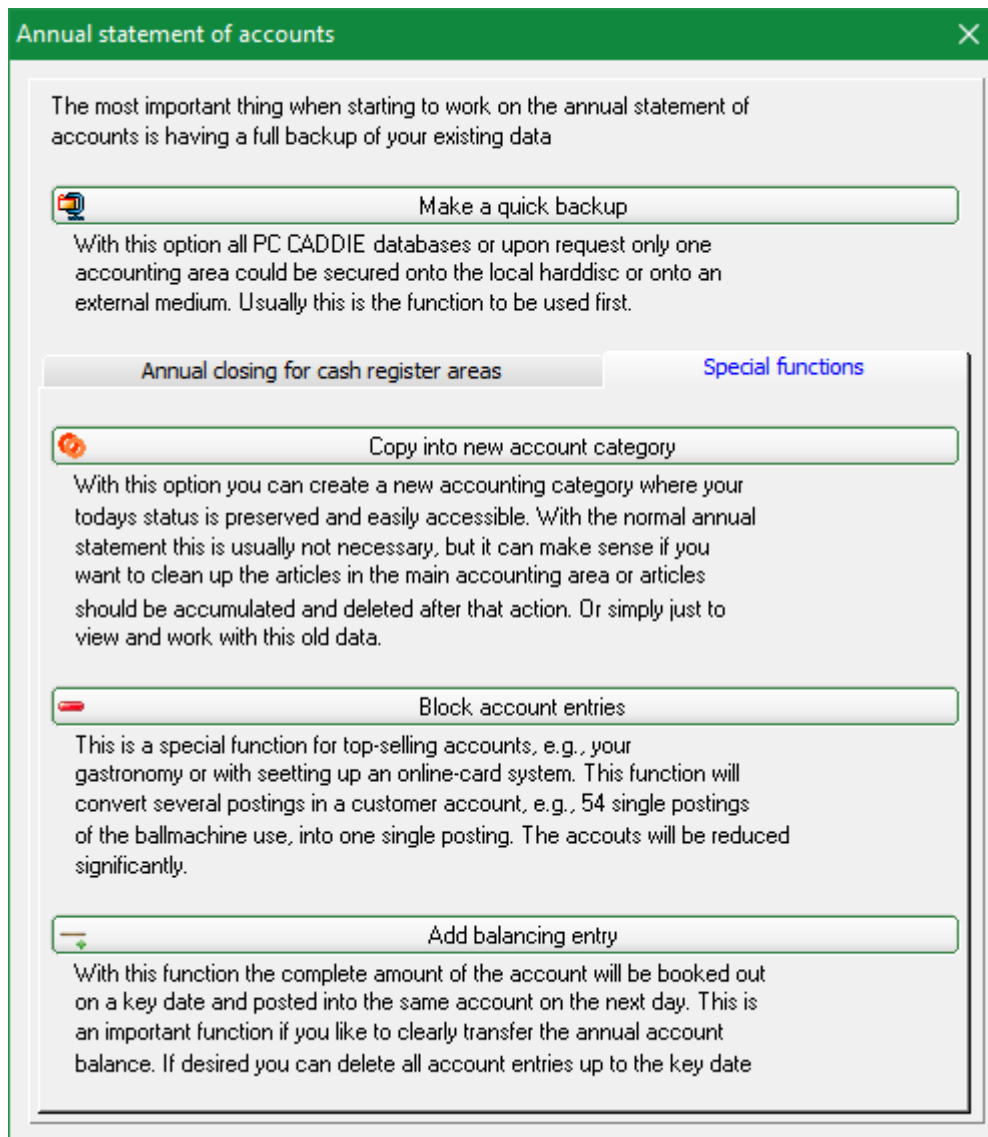 Annual statement of accounts
The most important thing when starting to work on the annual statement of
accounts is having a full backup of your existing data
Make a quick backup
With this option all PC CADDIE databases or upon request only one
accounting area could be secured onto the local harddisc or onto an
external medium. Usually this is the function to be used first.
Annual closing for cash register areas
Special functions
Copy into new account category
With this option you can create a new accounting category where your
todays status is preserved and easily accessible. With the normal annual
statement this is usually not necessary, but it can make sense if you
want to clean up the articles in the main accounting area or articles
should be accumulated and deleted after that action. Or simply just to
view and work with this old data.
Block account entries
This is a special function for top-selling accounts, e.g., your
gastronomy or with seetting up an online-card system. This function will
convert several postings in a customer account, e.g., 54 single postings
of the ballmachine use, into one single posting. The accouts will be reduced
significantly.
Add balancing entry
With this function the complete amount of the account will be booked out
on a key date and posted into the same account on the next day. This is
an important function if you like to clearly transfer the annual account
balance. If desired you can delete all account entries up to the key date